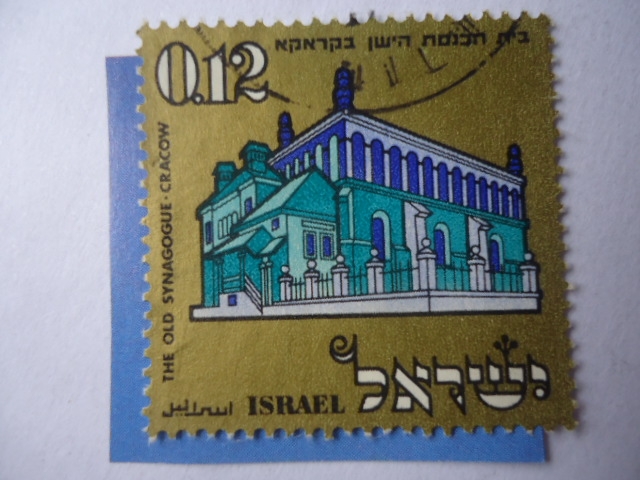 בית הכנסת הישן בקראקא
0.12
THE OLD SYNAGOGUE · CRACOW
ישראל
اسرائيل ISRAEL